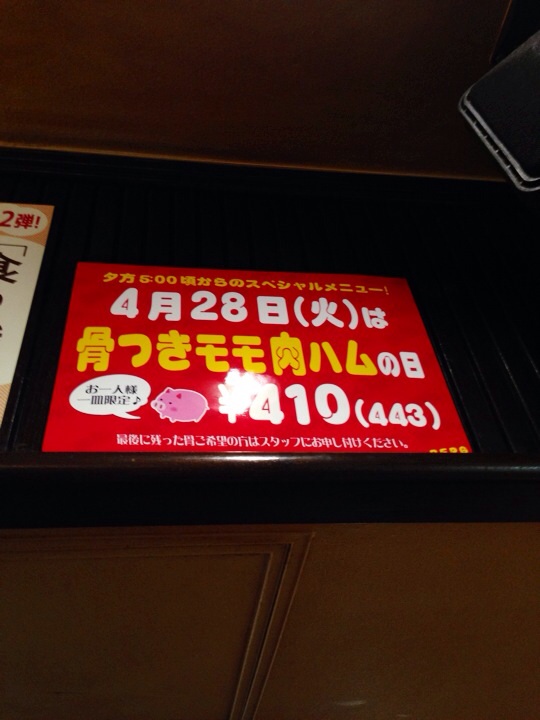 2弾!
夕方5:00頃からのスペシャルメニュー!
4月28日(火)は
骨つきモモ肉ハムの日
お一人様
一皿限定♪
¥410(443)
最後に残った骨ご希望の方はスタッフにお申し付けください。